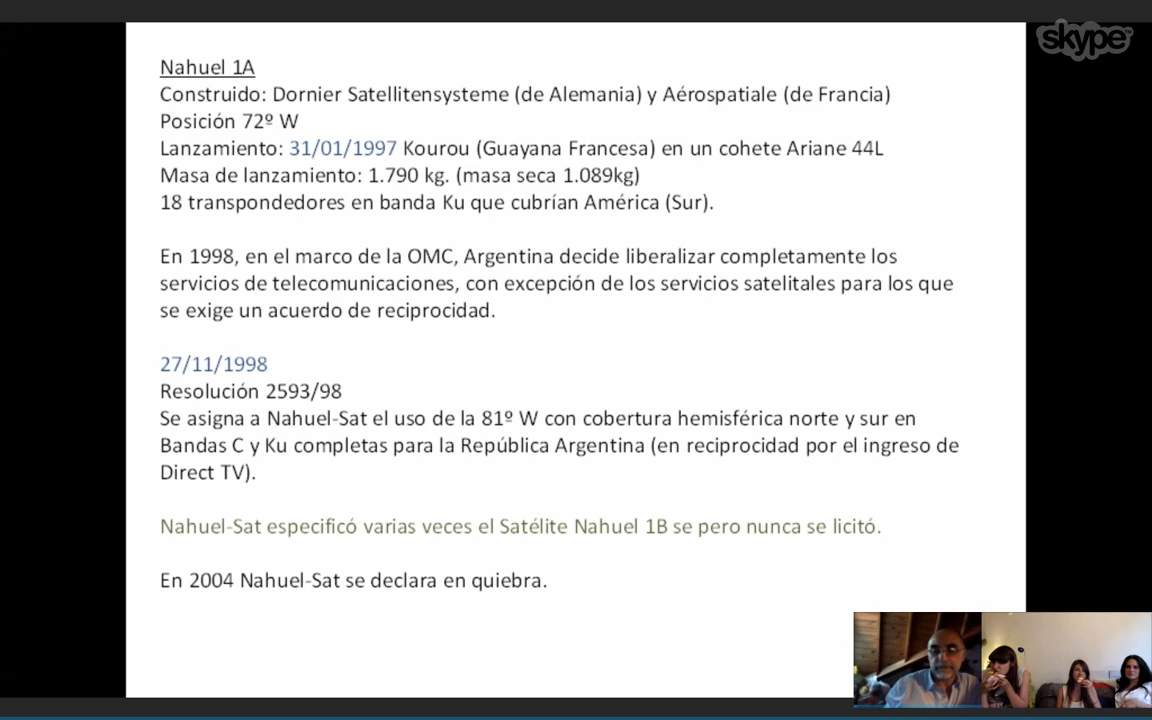 skype™
Nahuel 1A
Construido: Dornier Satellitensysteme (de Alemania) y Aérospatiale (de Francia)
Posición 72º W
Lanzamiento: 31/01/1997 Kourou (Guayana Francesa) en un cohete Ariane 44L
Masa de lanzamiento: 1.790 kg. (masa seca 1.089kg)
18 transpondedores en banda Ku que cubrían América (Sur).
En 1998, en el marco de la OMC, Argentina decide liberalizar completamente los
servicios de telecomunicaciones, con excepción de los servicios satelitales para los que
se exige un acuerdo de reciprocidad.
27/11/1998
Resolución 2593/98
Se asigna a Nahuel-Sat el uso de la 81º W con cobertura hemisférica norte y sur en
Bandas C y Ku completas para la República Argentina (en reciprocidad por el ingreso de
Direct TV).
Nahuel-Sat especificó varias veces el Satélite Nahuel 1B se pero nunca se licitó.
En 2004 Nahuel-Sat se declara en quiebra.